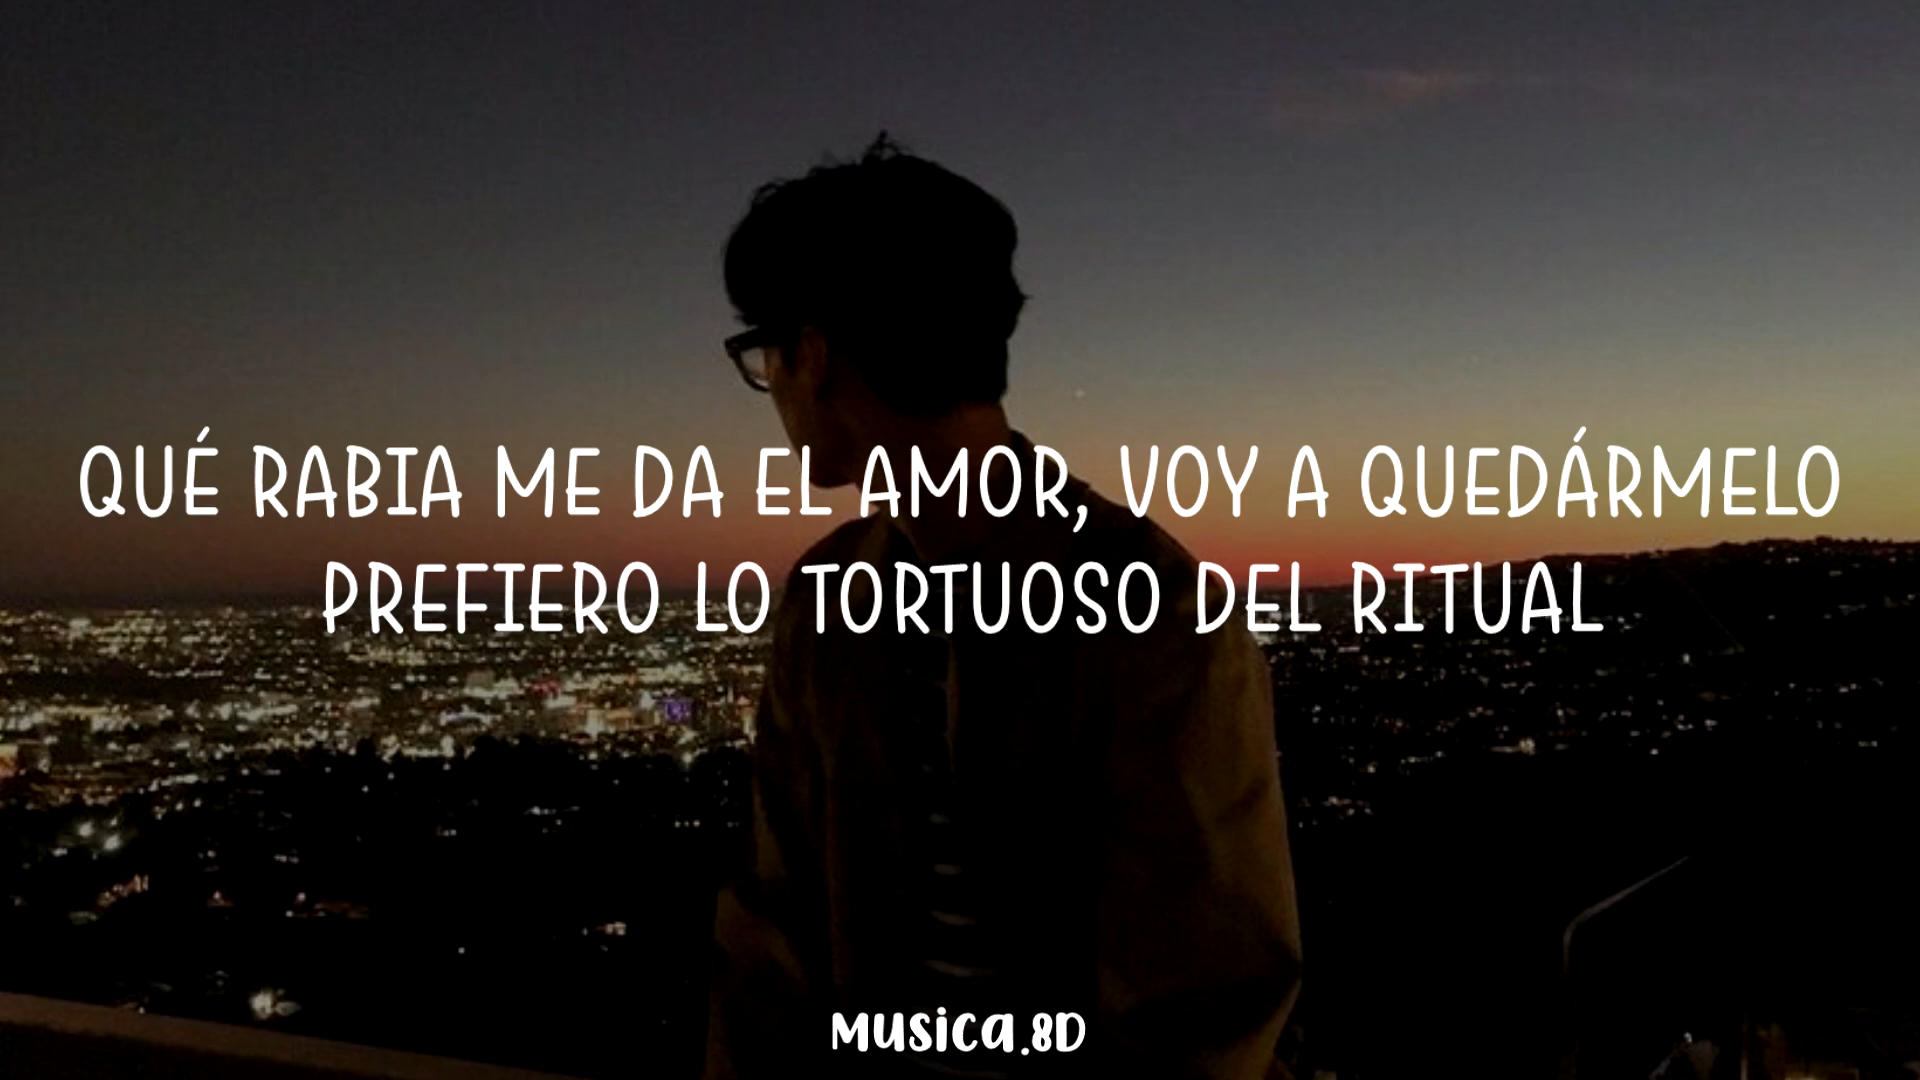 QUÉ RABIA ME DA EL AMOR, VOY A QUEDÁRMELO
PREFIERO LO TORTUOSO DEL RITUAL
MUSICA.8D